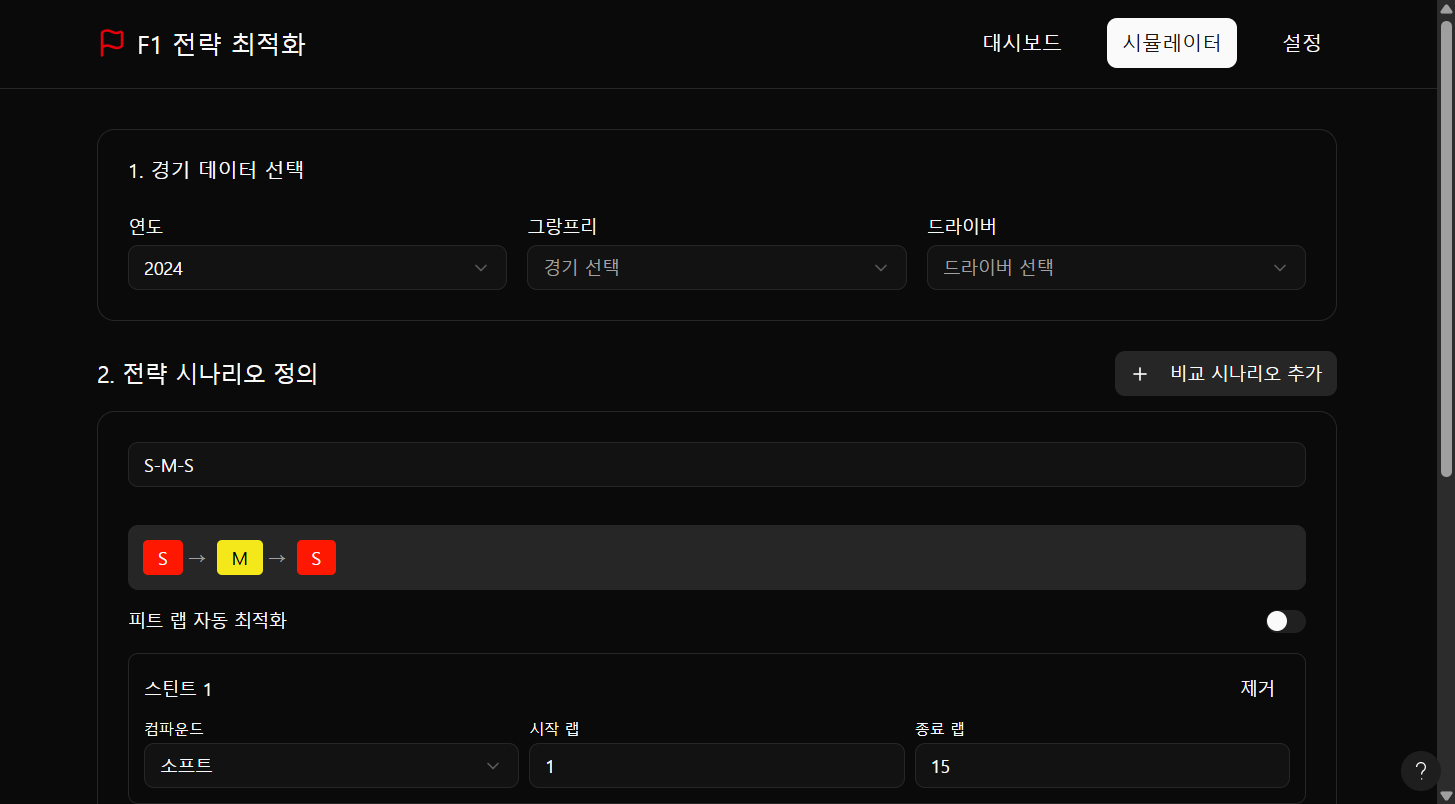 F1 전략 최적화
대시보드
시뮬레이터
설정
1. 경기 데이터 선택
연도
그랑프리
드라이버
2024
경기 선택
드라이버 선택
2. 전략 시나리오 정의
+ 비교 시나리오 추가
S-M-S
S → M → S
피트 랩 자동 최적화
스틴트 1
제거
컴파운드
시작 랩
종료 랩
소프트
1
15
?